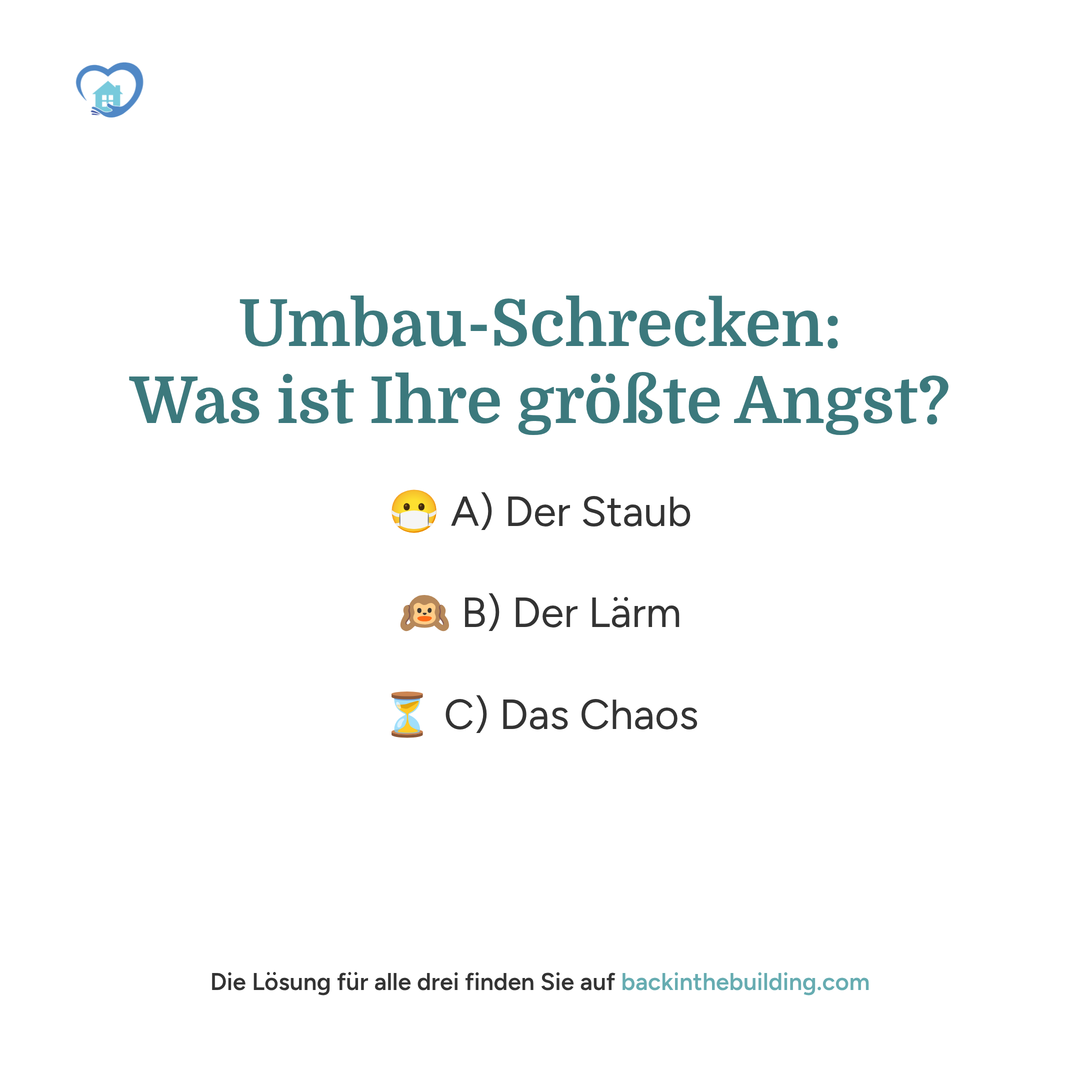 Umbau-Schrecken:
Was ist Ihre größte Angst?
😷 A) Der Staub
🙉 B) Der Lärm
⏳ C) Das Chaos
Die Lösung für alle drei finden Sie auf backinthebuilding.com